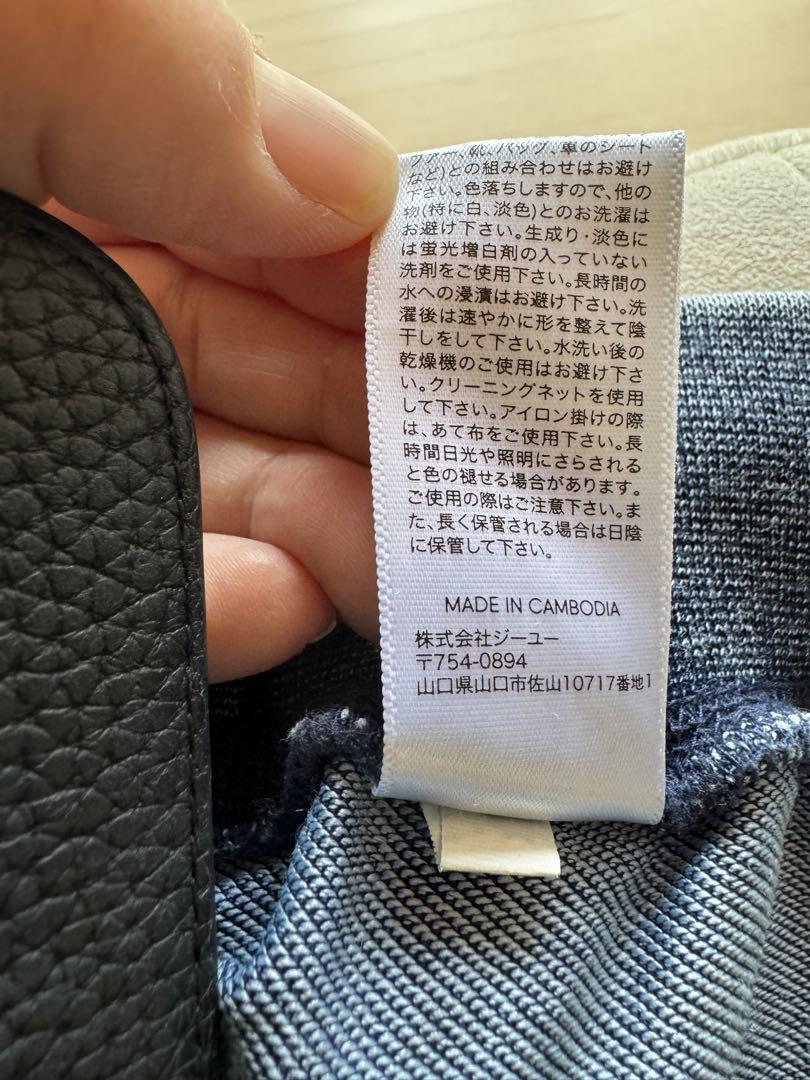 ウァー、靴、バッグ、車のシート
など)との組み合わせはお避け
下さい。色落ちしますので、他の
物(特に白、淡色)とのお洗濯は
お避け下さい。生成り・淡色に
は蛍光増白剤の入っていない
洗剤をご使用下さい。長時間の
水への浸漬はお避け下さい。洗
濯後は速やかに形を整えて陰
干しをして下さい。水洗い後の
乾燥機のご使用はお避け下さ
い。クリーニングネットを使用
して下さい。アイロン掛けの際
は、あて布をご使用下さい。長
時間日光や照明にさらされる
と色の褪せる場合があります。
ご使用の際はご注意下さい。ま
た、長く保管される場合は日陰
に保管して下さい。
MADE IN CAMBODIA
株式会社ジーユー
〒754-0894
山口県山口市佐山10717番地1